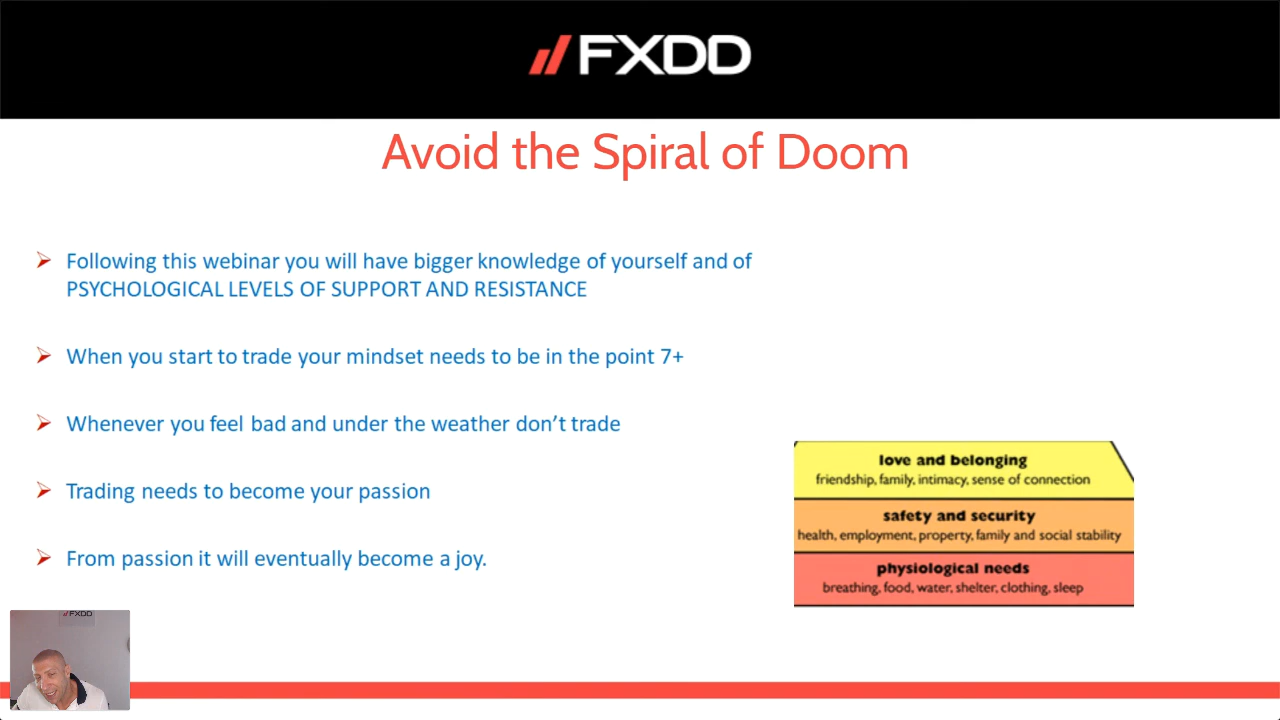 FXDD
Avoid the Spiral of Doom
Following this webinar you will have bigger knowledge of yourself and of
PSYCHOLOGICAL LEVELS OF SUPPORT AND RESISTANCE
When you start to trade your mindset needs to be in the point 7+
Whenever you feel bad and under the weather don't trade
Trading needs to become your passion
From passion it will eventually become a joy.
love and belonging
friendship, family, intimacy, sense of connection
safety and security
health, employment, property, family and social stability
physiological needs
breathing, food, water, shelter, clothing, sleep
FXDD